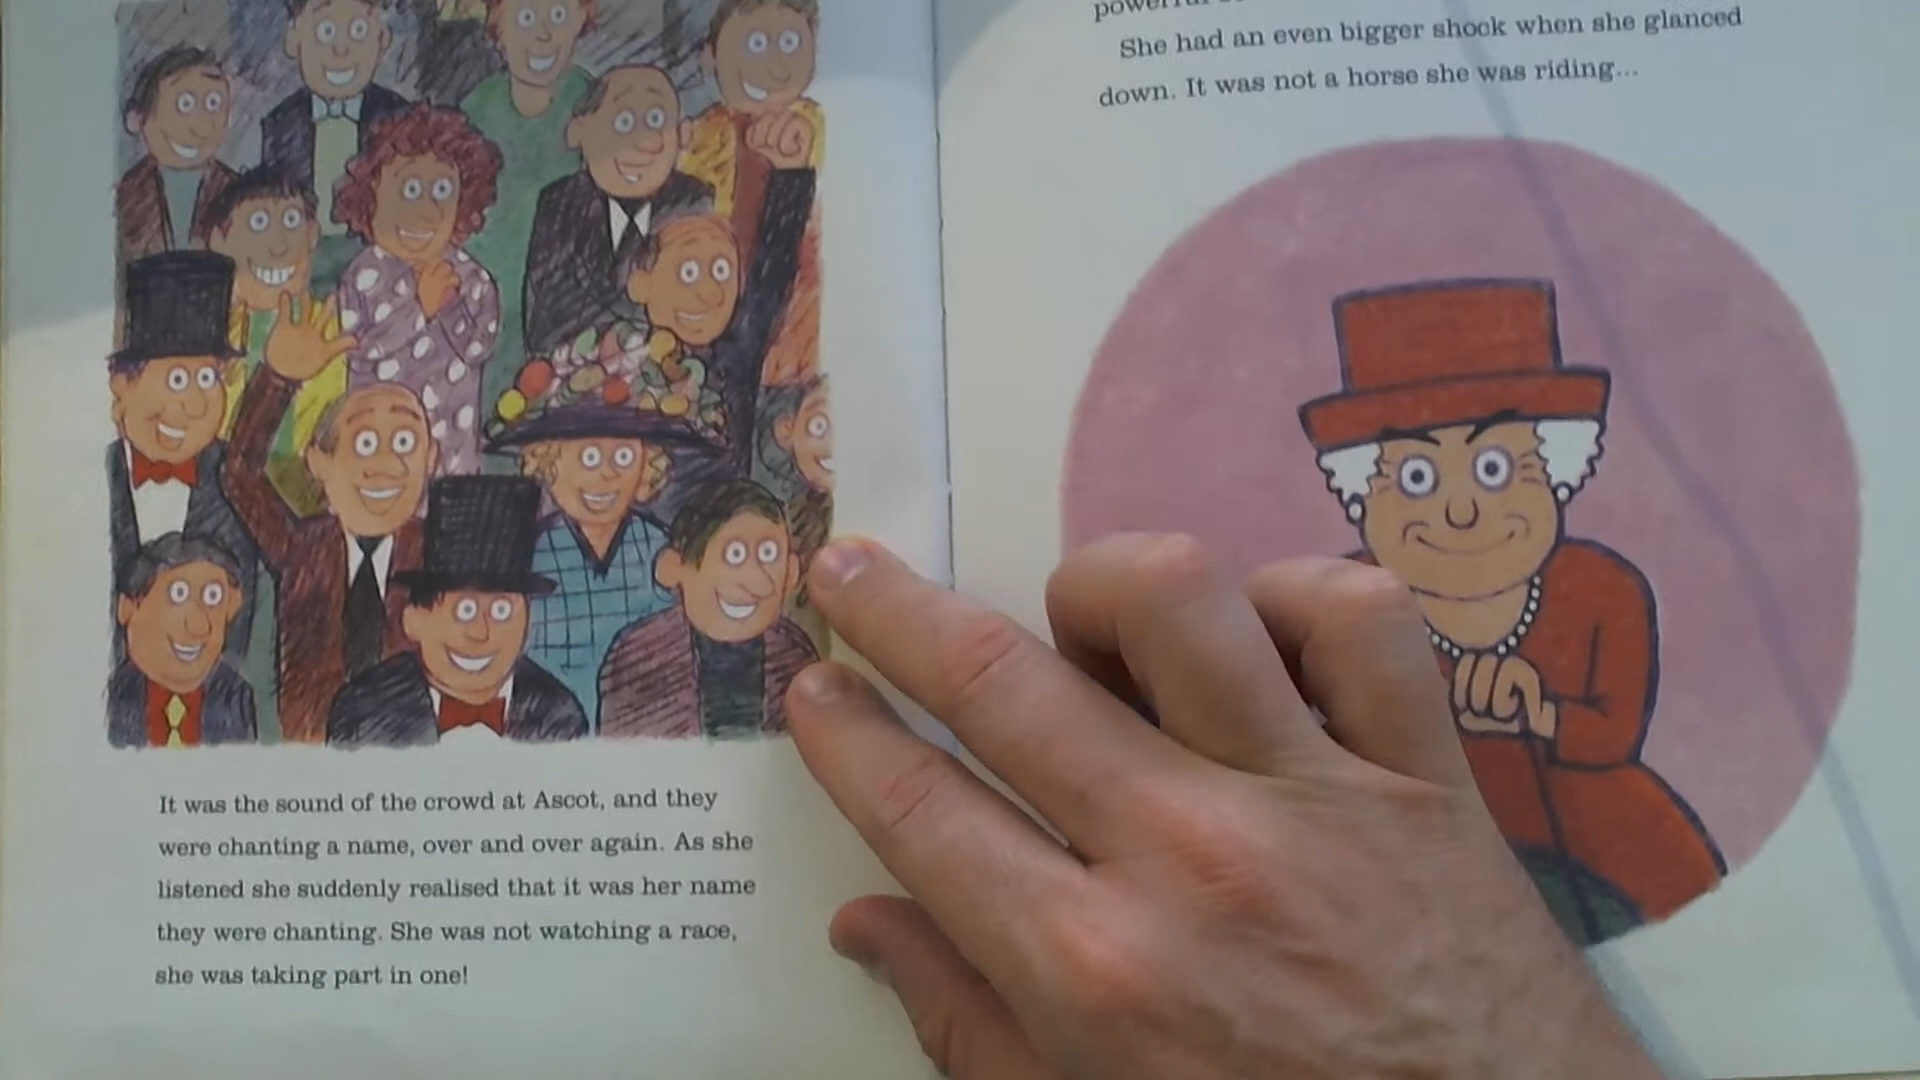 It was the sound of the crowd at Ascot, and they
were chanting a name, over and over again. As she
listened she suddenly realised that it was her name
they were chanting. She was not watching a race,
she was taking part in one!
She had an even bigger shock when she glanced
down. It was not a horse she was riding...